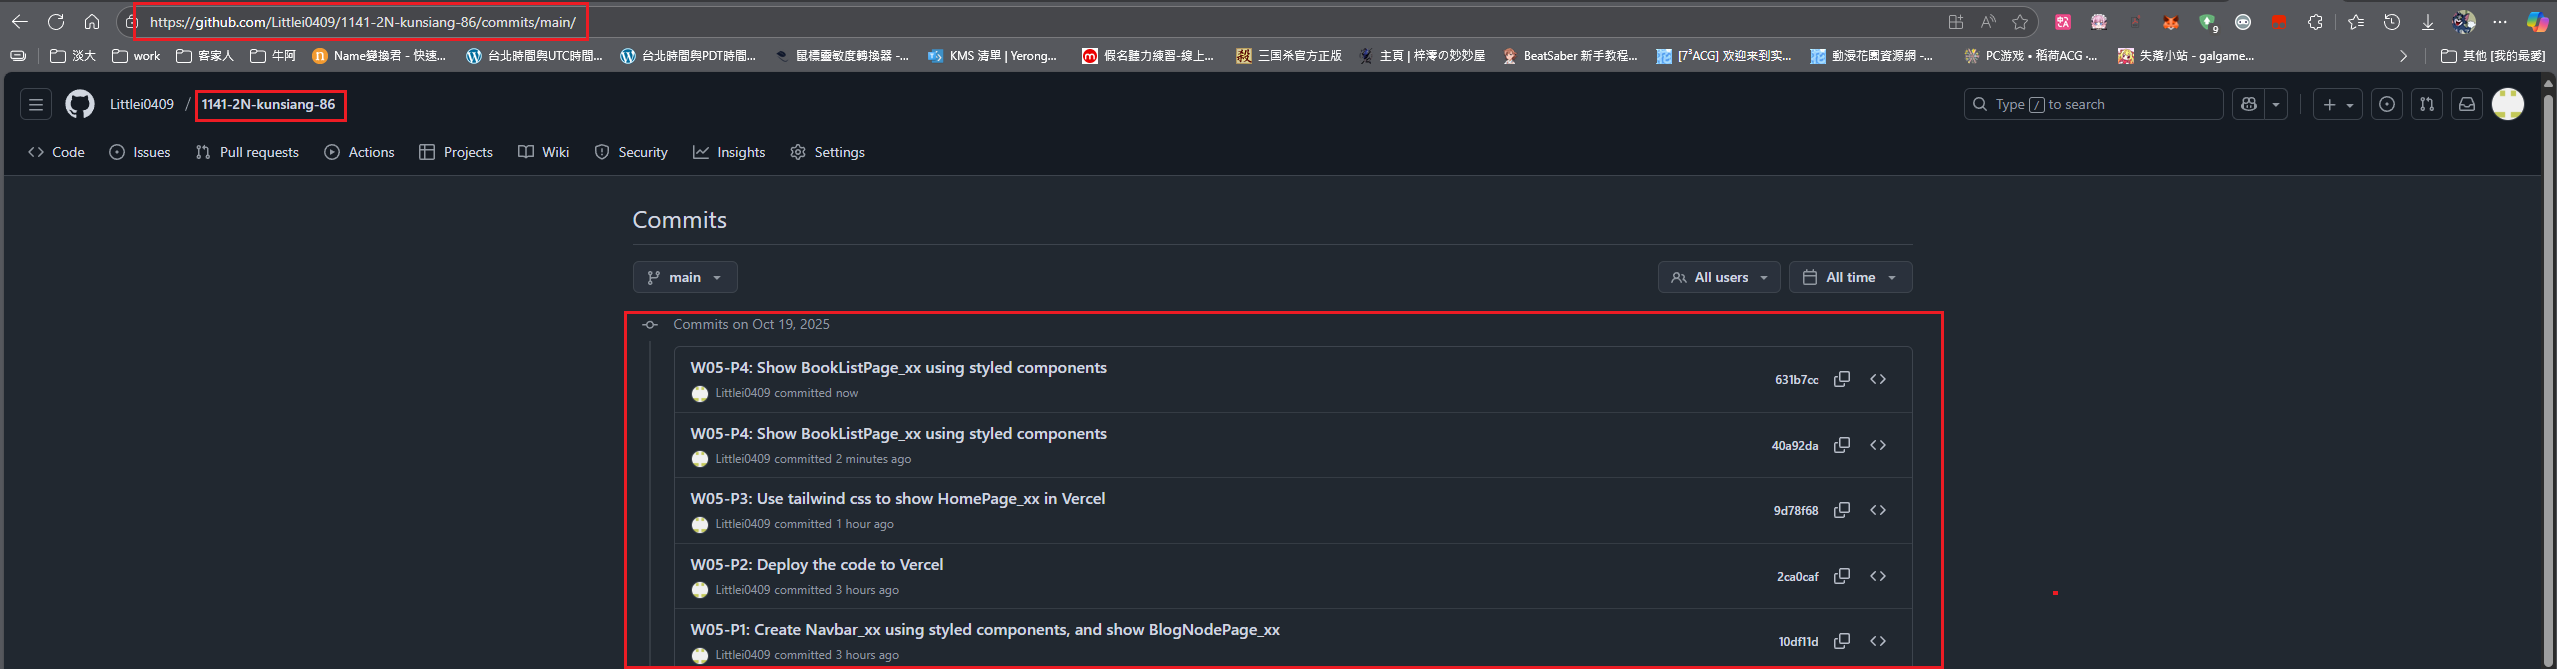 https://github.com/Littlei0409/1141-2N-kunsiang-86/commits/main/
淡大 work 客家人 牛阿 Name變換君 - 快速... 台北時間與UTC時間... 台北時間與PDT時間... 鼠標靈敏度轉換器 -... KMS 清單 | Yerong... 假名聽力練習-線上... 三国杀官方正版 主頁 | 梓澪の妙妙屋 BeatSaber 新手教程... [7³ACG] 欢迎来到实... 動漫花園資源網 -... PC游戏 • 稻荷ACG ·... 失落小站 - galgame... 其他 [我的最愛]
Littlei0409 / 1141-2N-kunsiang-86 Type / to search
Code Issues Pull requests Actions Projects Wiki Security Insights Settings
Commits
main All users All time
Commits on Oct 19, 2025
W05-P4: Show BookListPage_xx using styled components
Littlei0409 committed now
631b7cc
W05-P4: Show BookListPage_xx using styled components
Littlei0409 committed 2 minutes ago
40a92da
W05-P3: Use tailwind css to show HomePage_xx in Vercel
Littlei0409 committed 1 hour ago
9d78f68
W05-P2: Deploy the code to Vercel
Littlei0409 committed 3 hours ago
2ca0caf
W05-P1: Create Navbar_xx using styled components, and show BlogNodePage_xx
Littlei0409 committed 3 hours ago
10df11d